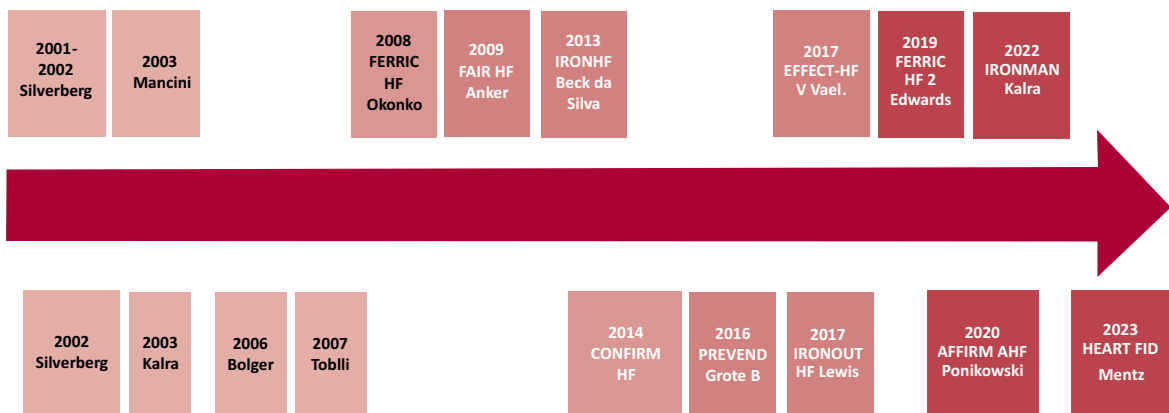 2001-
2002
Silverberg
2003
Mancini
2008
FERRIC
HF
Okonko
2009
FAIR HF
Anker
2013
IRONHF
Beck da
Silva
2017
EFFECT-HF
V Vael.
2019
FERRIC
HF 2
Edwards
2022
IRONMAN
Kalra
2002
Silverberg
2003
Kalra
2006
Bolger
2007
Toblli
2014
CONFIRM
HF
2016
PREVEND
Grote B
2017
IRONOUT
HF Lewis
2020
AFFIRM AHF
Ponikowski
2023
HEART FID
Mentz